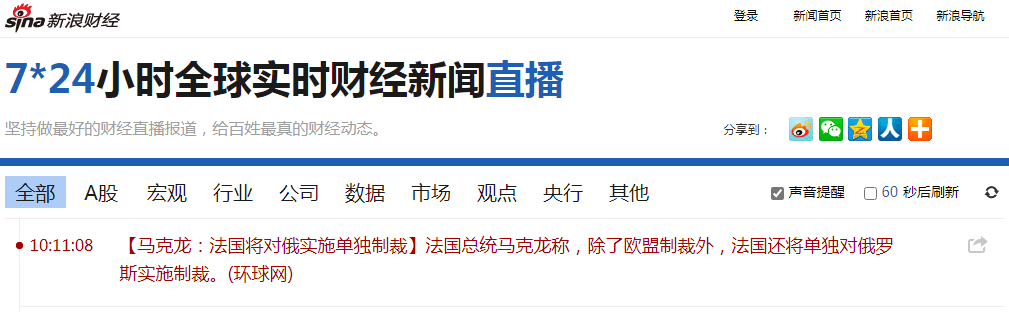 sina 新浪财经
登录 新闻首页 新浪首页 新浪导航
7*24小时全球实时财经新闻直播
坚持做最好的财经直播报道，给百姓最真的财经动态。
分享到：
全部 A股 宏观 行业 公司 数据 市场 观点 央行 其他 声音提醒 60 秒后刷新
10:11:08 【马克龙：法国将对俄实施单独制裁】法国总统马克龙称，除了欧盟制裁外，法国还将单独对俄罗
斯实施制裁。(环球网)